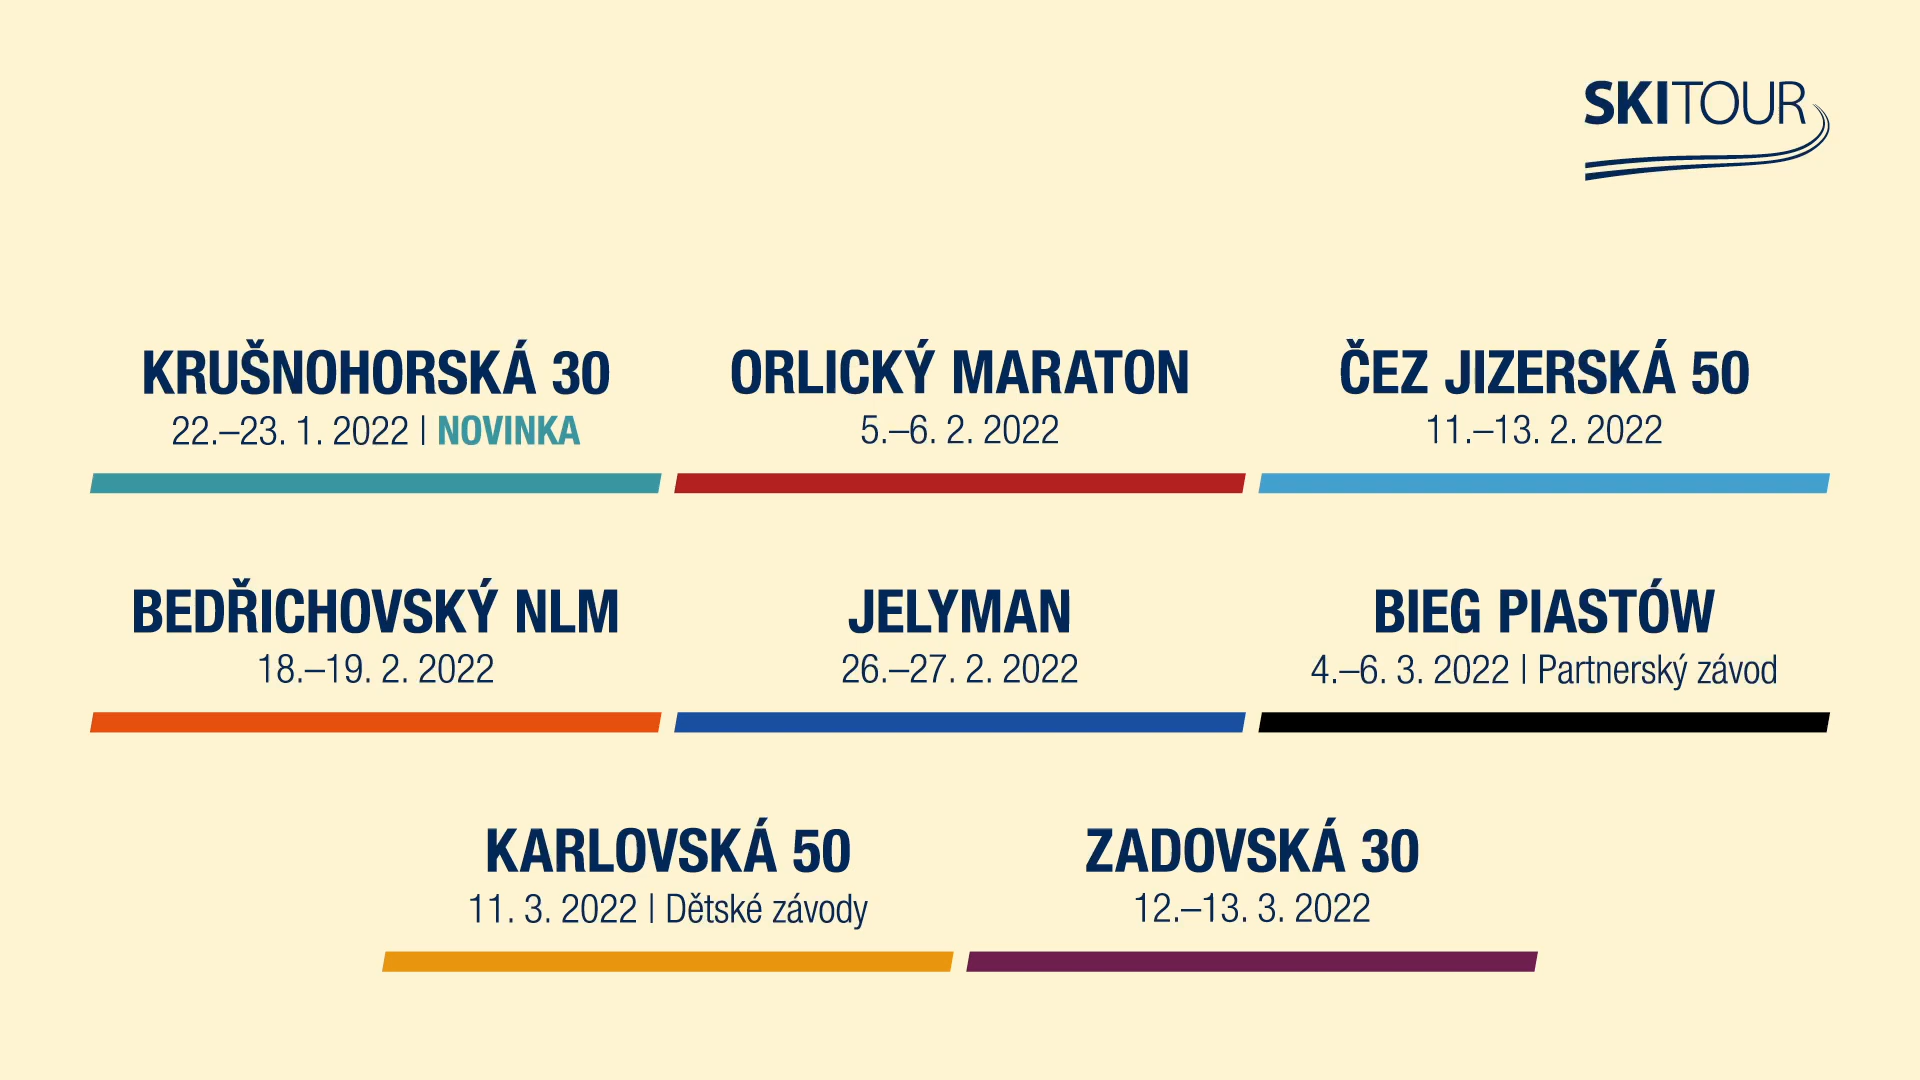 SKITOUR
KRUŠNOHORSKÁ 30
22.–23. 1. 2022 | NOVINKA
ORLICKÝ MARATON
5.–6. 2. 2022
ČEZ JIZERSKÁ 50
11.–13. 2. 2022
BEDŘICHOVSKÝ NLM
18.–19. 2. 2022
JELYMAN
26.–27. 2. 2022
BIEG PIASTÓW
4.–6. 3. 2022 | Partnerský závod
KARLOVSKÁ 50
11. 3. 2022 | Dětské závody
ZADOVSKÁ 30
12.–13. 3. 2022